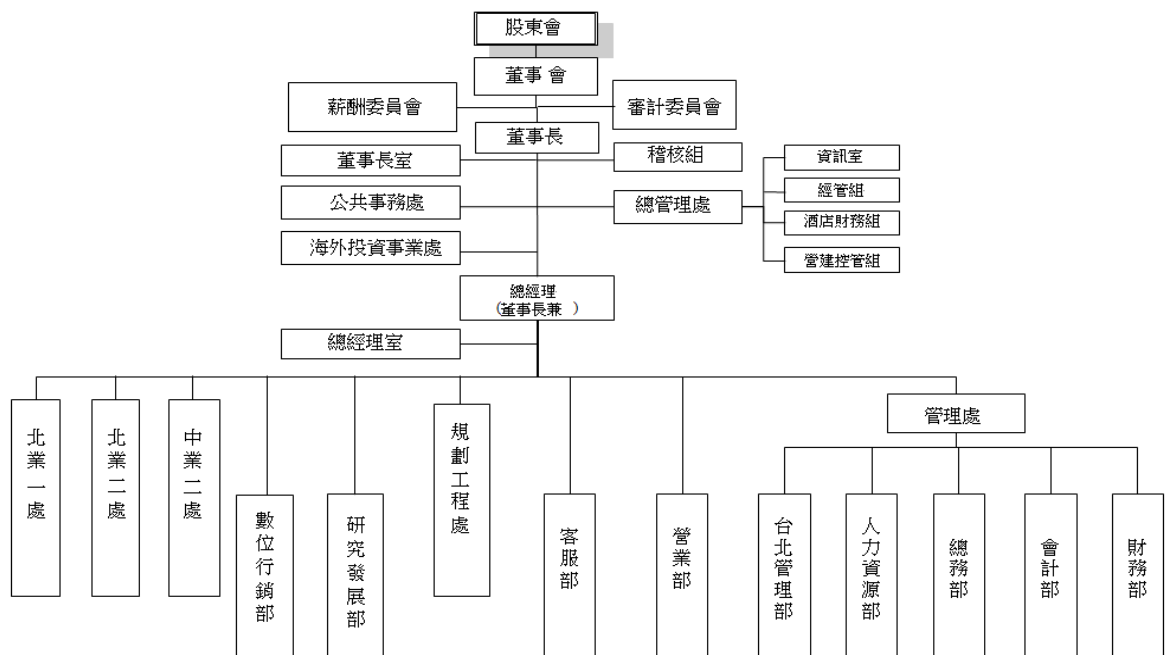 股東會
董事 會
薪酬委員會
審計委員會
董事長
董事長室
稽核組
資訊室
經管組
公共事務處
總管理處
酒店財務組
海外投資事業處
營建控管組
總經理
(董事長兼 )
總經理室
北業一處
北業二處
中業二處
規劃工程處
管理處
數位行銷部
研究發展部
客服部
營業部
台北管理部
人力資源部
總務部
會計部
財務部